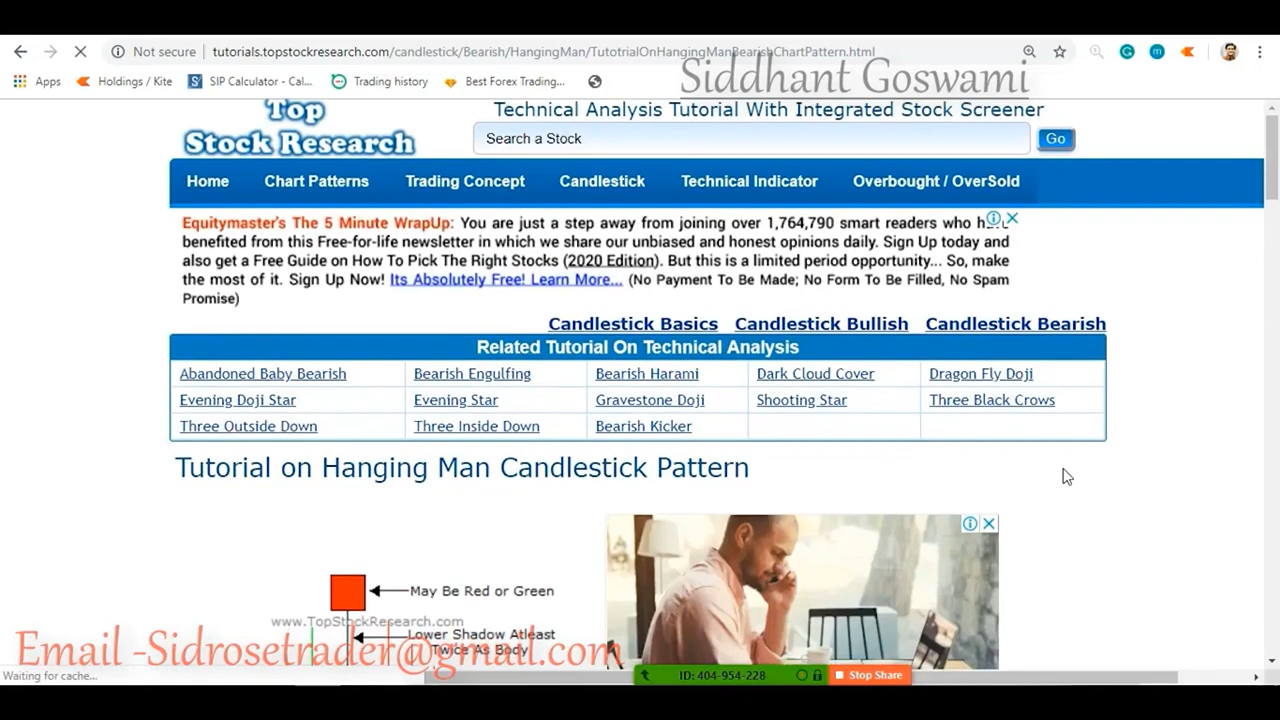 Not secure tutorials.topstockresearch.com/candlestick/Bearish/HangingMan/TutotrialOnHangingManBearishChartPattern.html
Apps Holdings / Kite SIP Calculator - Cal... Trading history Best Forex Trading...
Siddhant Goswami
Top
Stock Research
Technical Analysis Tutorial With Integrated Stock Screener
Search a Stock Go
Home Chart Patterns Trading Concept Candlestick Technical Indicator Overbought / OverSold
Equitymaster's The 5 Minute WrapUp: You are just a step away from joining over 1,764,790 smart readers who
benefited from this Free-for-life newsletter in which we share our unbiased and honest opinions daily. Sign Up today and
also get a Free Guide on How To Pick The Right Stocks (2020 Edition). But this is a limited period opportunity... So, make
the most of it. Sign Up Now! Its Absolutely Free! Learn More... (No Payment To Be Made; No Form To Be Filled, No Spam
Promise)
Candlestick Basics Candlestick Bullish Candlestick Bearish
Related Tutorial On Technical Analysis
Abandoned Baby Bearish Bearish Engulfing Bearish Harami Dark Cloud Cover Dragon Fly Doji
Evening Doji Star Evening Star Gravestone Doji Shooting Star Three Black Crows
Three Outside Down Three Inside Down Bearish Kicker
Tutorial on Hanging Man Candlestick Pattern
May Be Red or Green
www.TopStockResearch.com
Lower Shadow Atleast
Twice As Body
Email -Sidrosetrader@gmail.com
Waiting for cache...
ID: 404-954-228 Stop Share